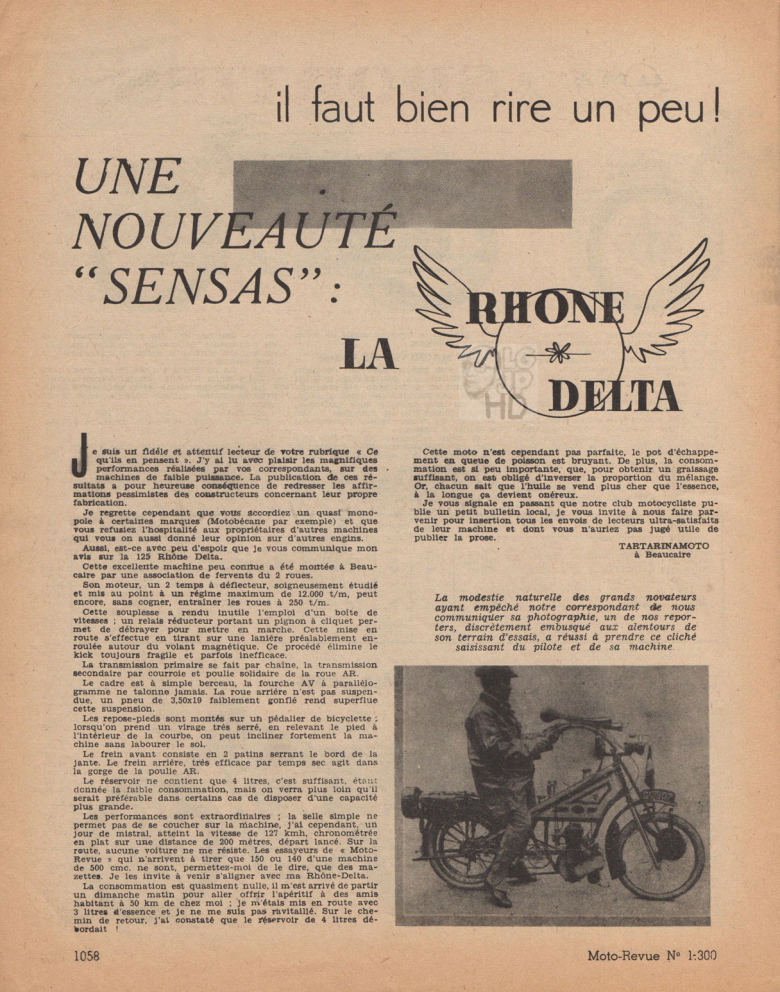 il faut bien rire un peu!
UNE
NOUVEAUTÉ
“SENSAS”:
LA
RHONE
DELTA
Je suis un fidèle et attentif lecteur de votre rubrique « Ce
qu'ils en pensent ». J'y ai lu avec plaisir les magnifiques
performances réalisées par vos correspondants, sur des
machines de faible puissance. La publication de ces ré-
sultats a pour heureuse conséquence de redresser les affir-
mations pessimistes des constructeurs concernant leur propre
fabrication.
Je regrette cependant que vous accordiez un quasi mono-
pole à certaines marques (Motobécane par exemple) et que
vous refusiez l'hospitalité aux propriétaires d'autres machines
qui vous on aussi donné leur opinion sur d'autres engins.
Aussi, est-ce avec peu d'espoir que je vous communique mon
avis sur la 125 Rhône Delta.
Cette excellente machine peu connue a été montée à Beau-
caire par une association de fervents du 2 roues.
Son moteur, un 2 temps à déflecteur, soigneusement étudié
et mis au point à un régime maximum de 12.000 t/m, peut
encore, sans cogner, entraîner les roues à 250 t/m.
Cette souplesse a rendu inutile l'emploi d'un boîte de
vitesses ; un relais réducteur portant un pignon à cliquet per-
met de débrayer pour mettre en marche. Cette mise en
route s'effectue en tirant sur une lanière préalablement en-
roulée autour du volant magnétique. Ce procédé élimine le
kick toujours fragile et parfois inefficace.
La transmission primaire se fait par chaîne, la transmission
secondaire par courroie et poulie solidaire de la roue AR.
Le cadre est à simple berceau, la fourche AV à parallélo-
gramme ne talonne jamais. La roue arrière n'est pas suspen-
due, un pneu de 3,50x19 faiblement gonflé rend superflue
cette suspension.
Les repose-pieds sont montés sur un pédalier de bicyclette ;
lorsqu'on prend un virage très serré, en relevant le pied à
l'intérieur de la courbe, on peut incliner fortement la ma-
chine sans labourer le sol.
Le frein avant consiste en 2 patins serrant le bord de la
jante. Le frein arrière, très efficace par temps sec agit dans
la gorge de la poulie AR.
Le réservoir ne contient que 4 litres, c'est suffisant, étant
donnée la faible consommation, mais on verra plus loin qu'il
serait préférable dans certains cas de disposer d'une capacité
plus grande.
Les performances sont extraordinaires ; la selle simple ne
permet pas de se coucher sur la machine, j'ai cependant, un
jour de mistral, atteint la vitesse de 127 kmh, chronométrée
en plat sur une distance de 200 mètres, départ lancé. Sur la
route, aucune voiture ne me résiste. Les essayeurs de « Moto-
Revue » qui n'arrivent à tirer que 150 ou 140 d'une machine
de 500 cmc. ne sont, permettez-moi de le dire, que des ma-
zettes. Je les invite à venir s'aligner avec ma Rhône-Delta.
La consommation est quasiment nulle, il m'est arrivé de partir
un dimanche matin pour aller offrir l'apéritif à des amis
habitant à 50 km de chez moi ; je m'étais mis en route avec
3 litres d'essence et je ne me suis pas ravitaillé. Sur le che-
min de retour, j'ai constaté que le réservoir de 4 litres dé-
bordait !
Cette moto n'est cependant pas parfaite, le pot d'échappe-
ment en queue de poisson est bruyant. De plus, la consom-
mation est si peu importante, que, pour obtenir un graissage
suffisant, on est obligé d'inverser la proportion du mélange.
Or, chacun sait que l'huile se vend plus cher que l'essence,
à la longue ça devient onéreux.
Je vous signale en passant que notre club motocycliste pu-
blie un petit bulletin local, je vous invite à nous faire par-
venir pour insertion tous les envois de lecteurs ultra-satisfaits
de leur machine et dont vous n'auriez pas jugé utile de
publier la prose.
TARTARINAMOTO
à Beaucaire
La modestie naturelle des grands novateurs
ayant empêché notre correspondant de nous
communiquer sa photographie, un de nos repor-
ters, discrètement embusqué aux alentours de
son terrain d'essais, a réussi à prendre ce cliché
saisissant du pilote et de sa machine.
1058
Moto-Revue N° 1.300